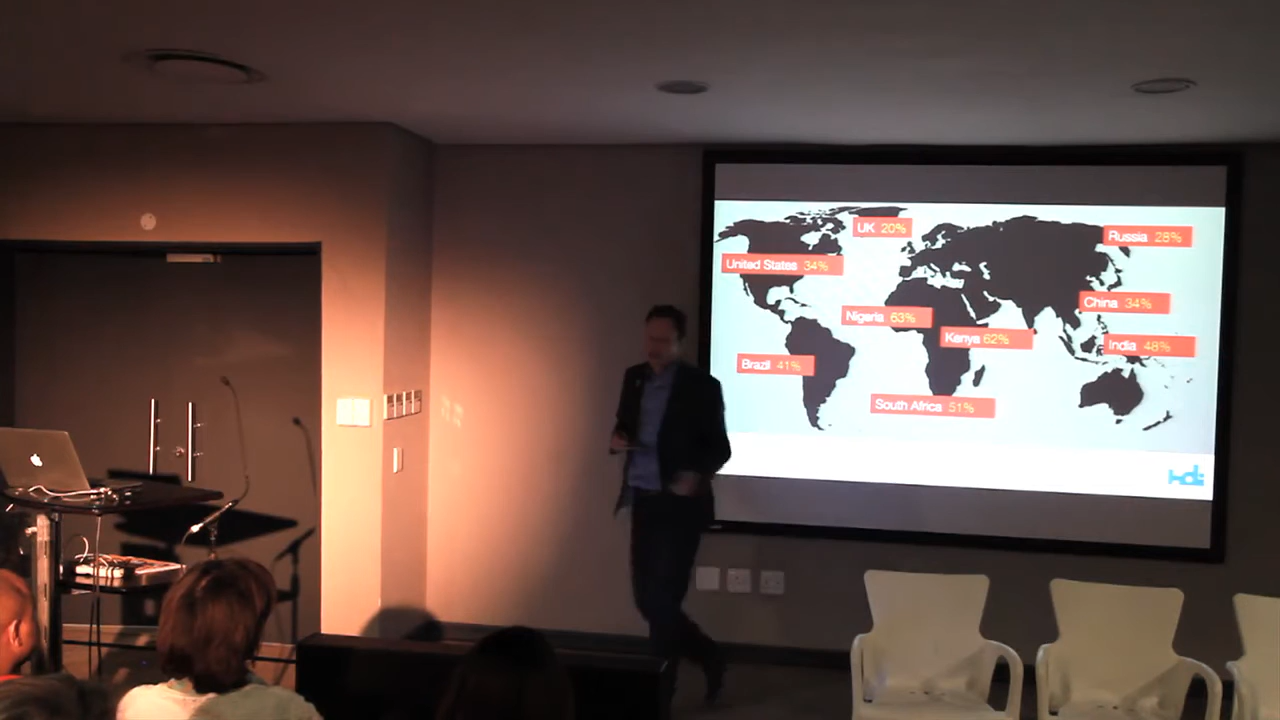 UK 20%
Russia 28%
United States 34%
China 34%
Nigeria 63%
Kenya 62%
India 48%
Brazil 41%
South Africa 51%